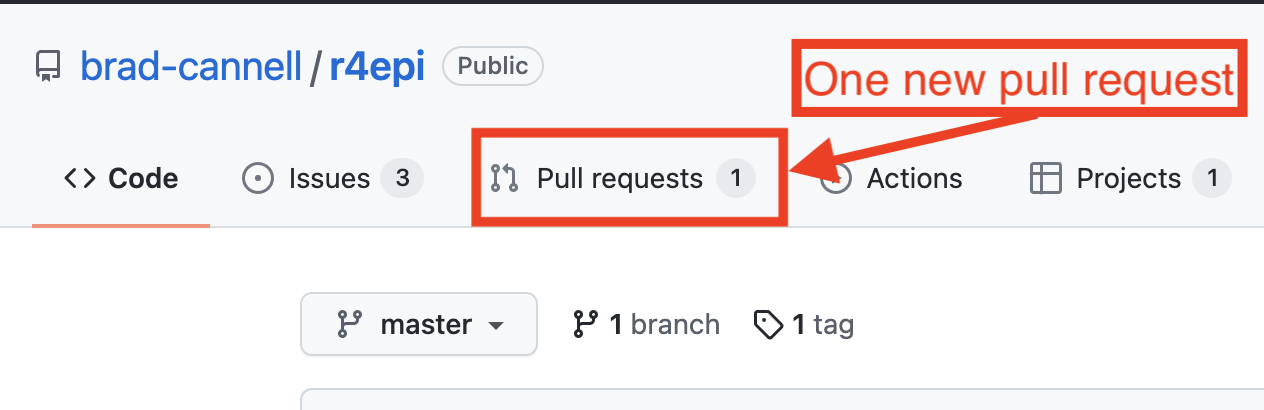 brad-cannell / r4epi Public
One new pull request
Code Issues 3 Pull requests 1 Actions Projects 1
master 1 branch 1 tag